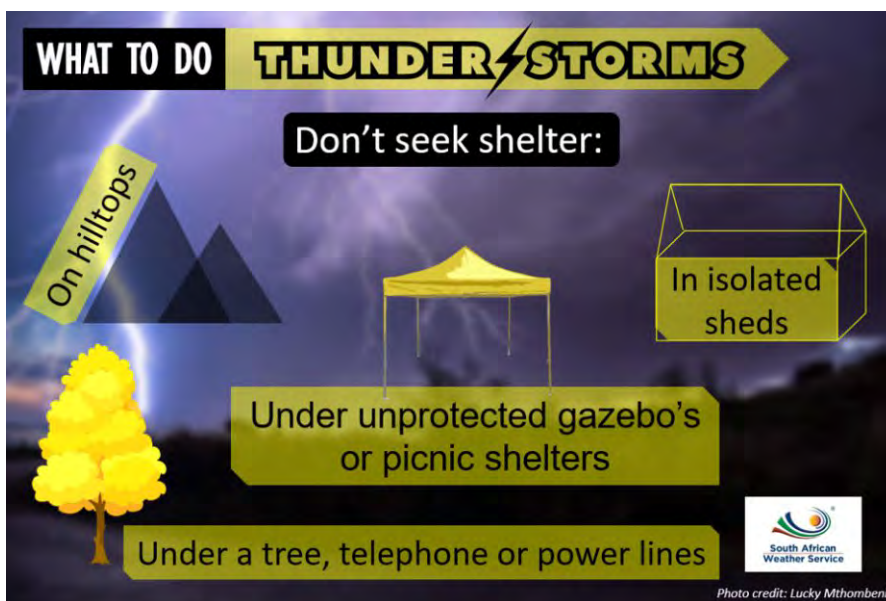 WHAT TO DO THUNDERSTORMS
Don't seek shelter:
On hilltops
In isolated
sheds
Under unprotected gazebo's
or picnic shelters
Under a tree, telephone or power lines
®
South African
Weather Service
Photo credit: Lucky Mthombeni